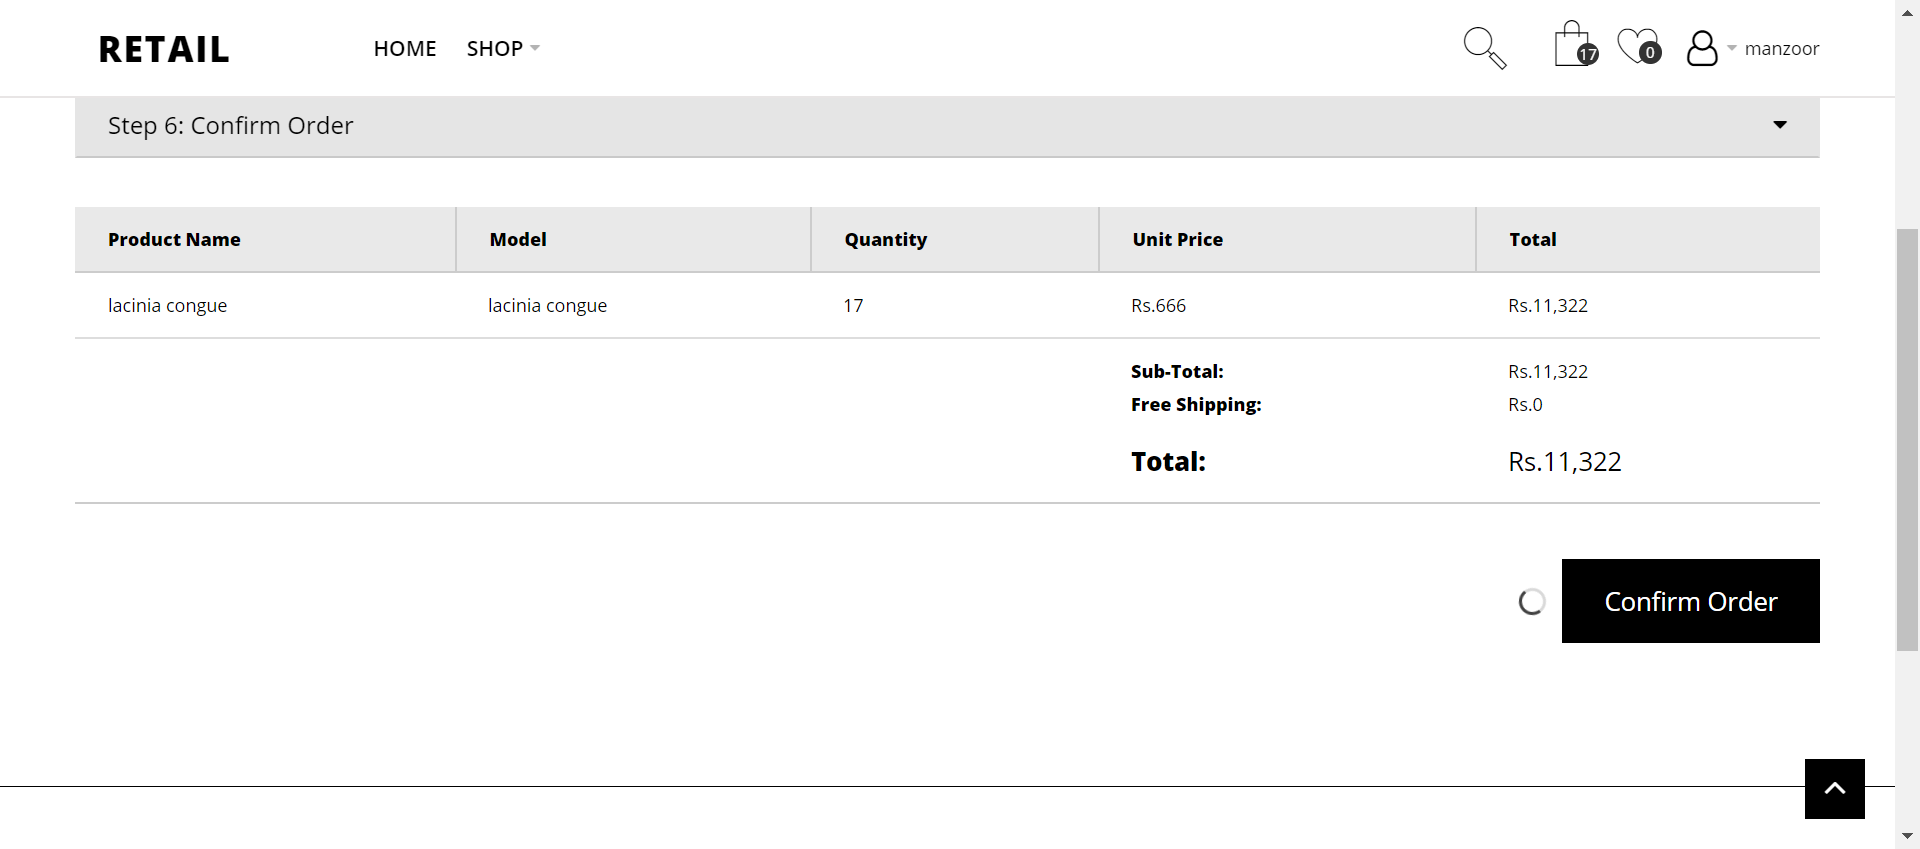 RETAIL HOME SHOP 17 0 manzoor
Step 6: Confirm Order
Product Name Model Quantity Unit Price Total
lacinia congue lacinia congue 17 Rs.666 Rs.11,322
Sub-Total: Rs.11,322
Free Shipping: Rs.0
Total: Rs.11,322
Confirm Order